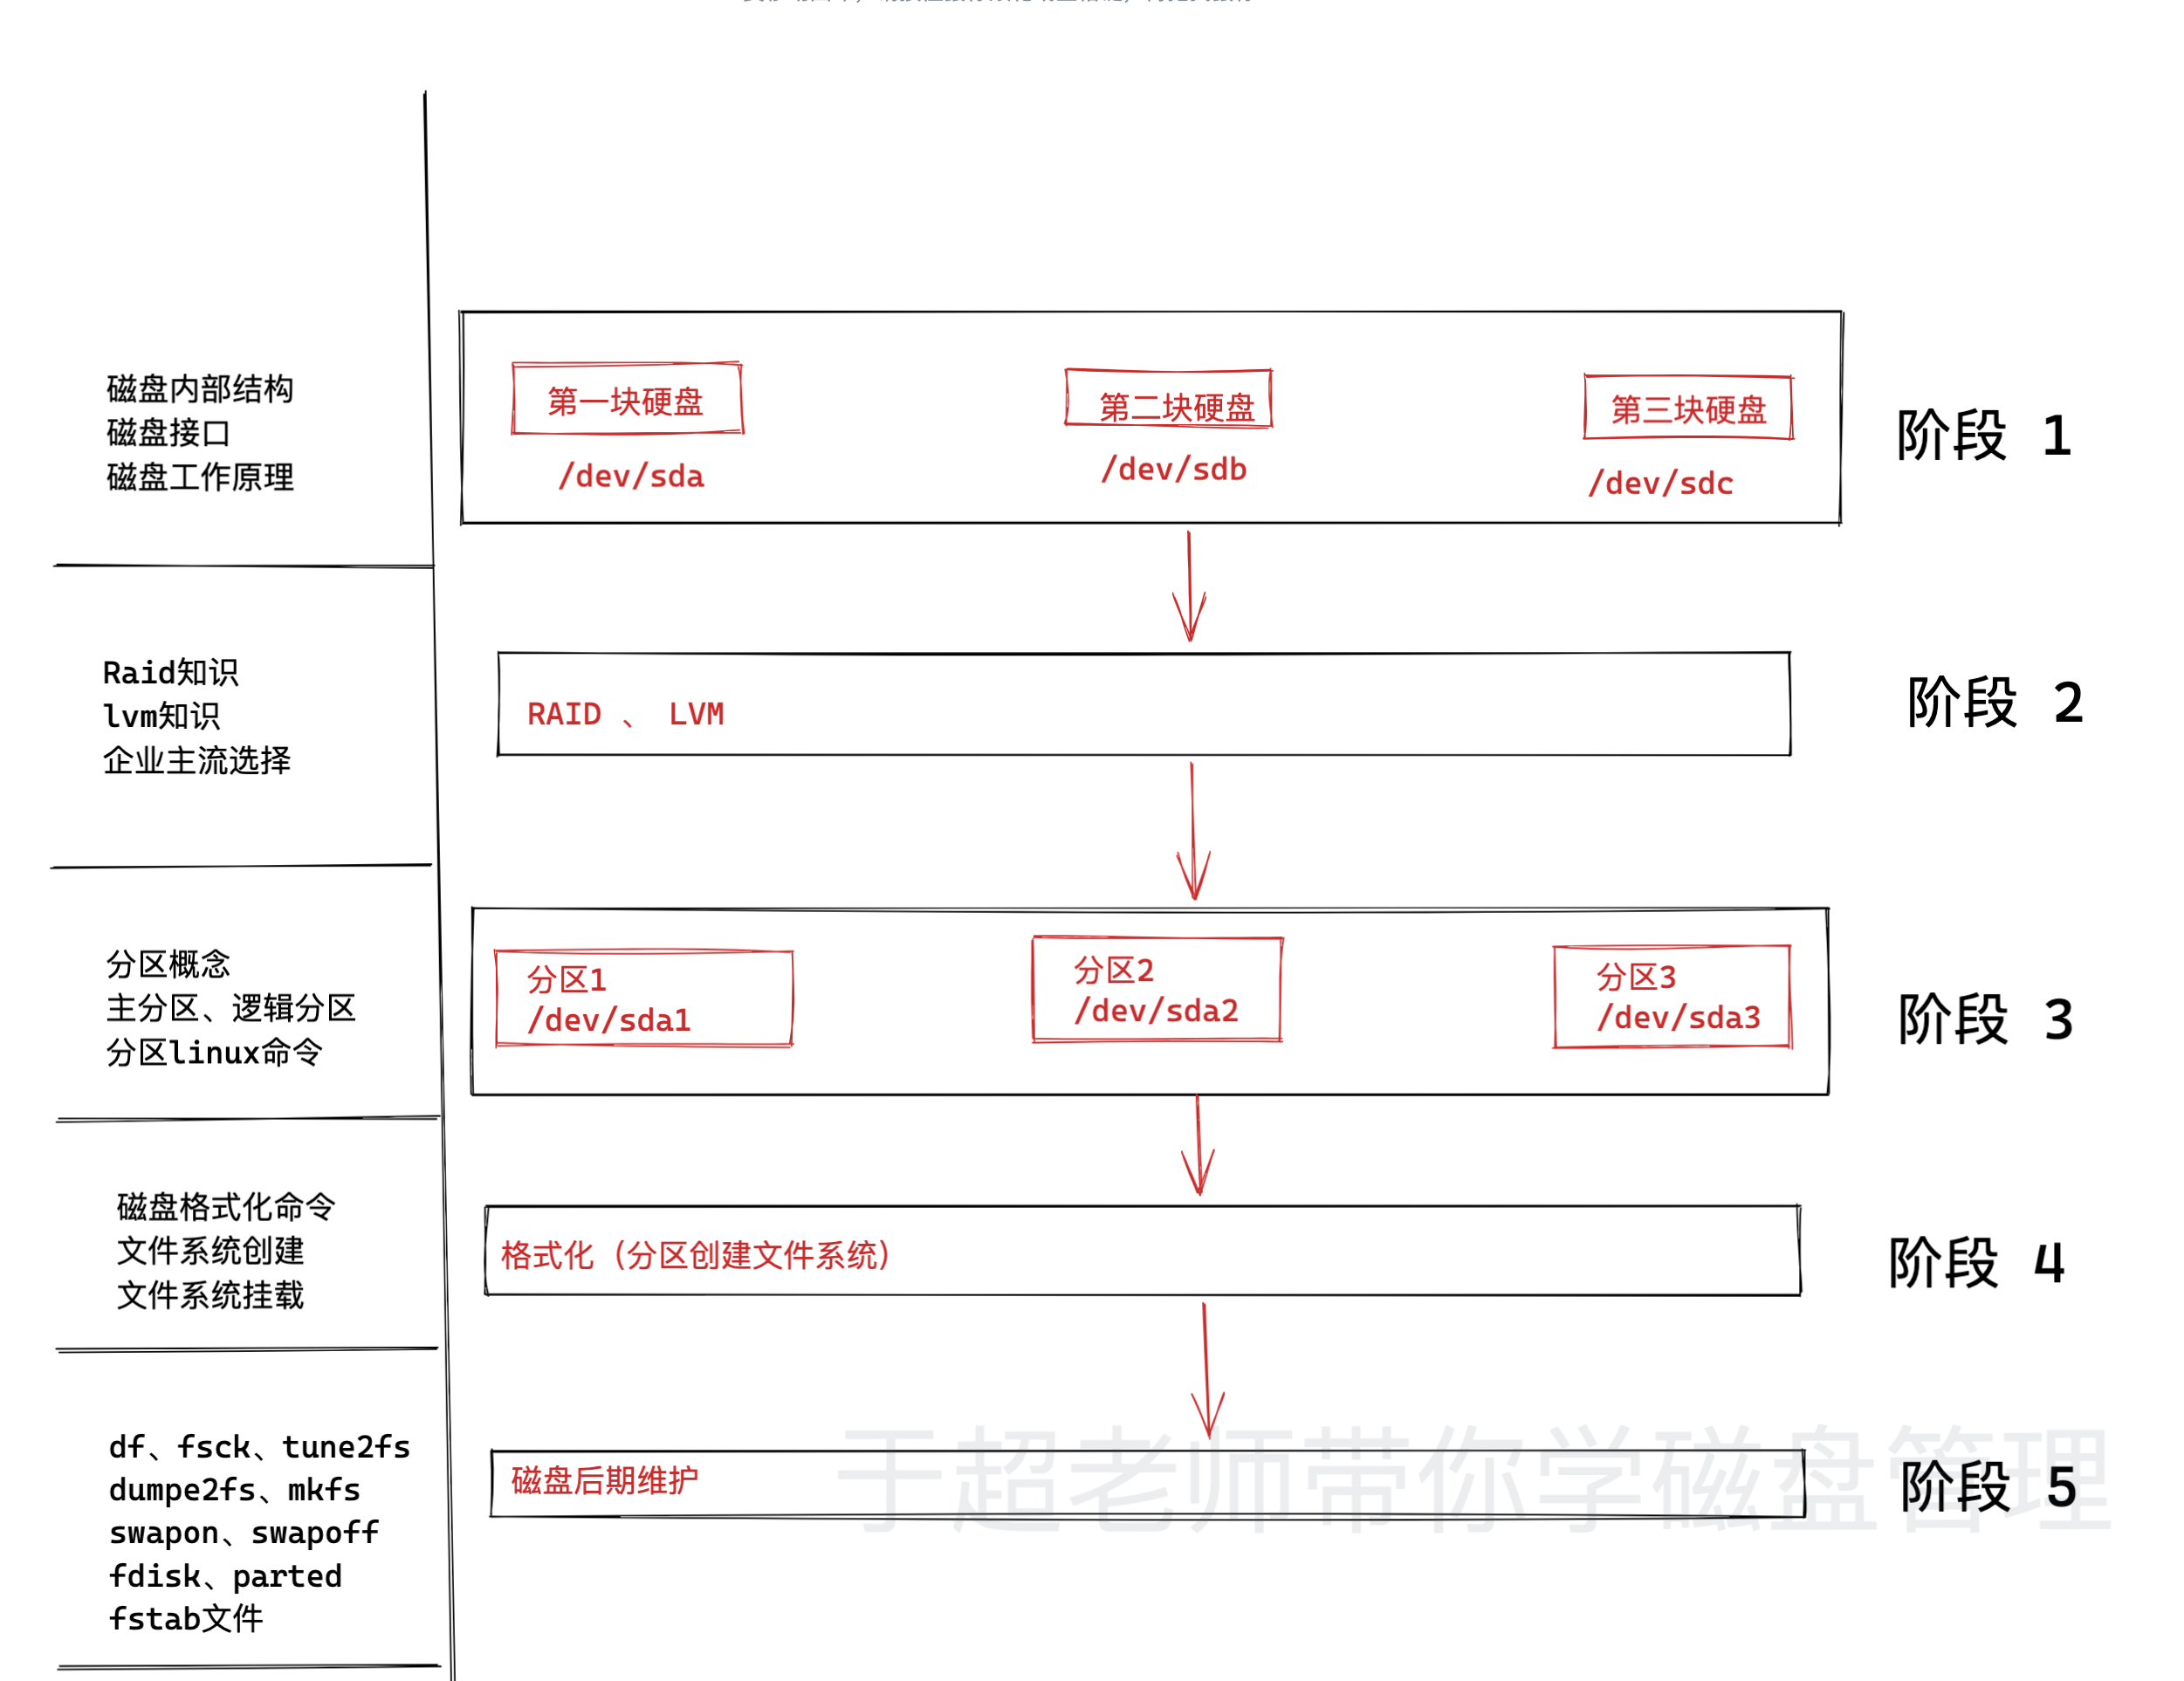 磁盘内部结构
磁盘接口
磁盘工作原理
第一块硬盘
/dev/sda
第二块硬盘
/dev/sdb
第三块硬盘
/dev/sdc
阶段 1
Raid知识
lvm知识
企业主流选择
RAID 、 LVM
阶段 2
分区概念
主分区、逻辑分区
分区linux命令
分区1
/dev/sda1
分区2
/dev/sda2
分区3
/dev/sda3
阶段 3
磁盘格式化命令
文件系统创建
文件系统挂载
格式化（分区创建文件系统）
阶段 4
df、fsck、tune2fs
dumpe2fs、mkfs
swapon、swapoff
fdisk、parted
fstab文件
磁盘后期维护
阶段 5
于超老师带你学磁盘管理